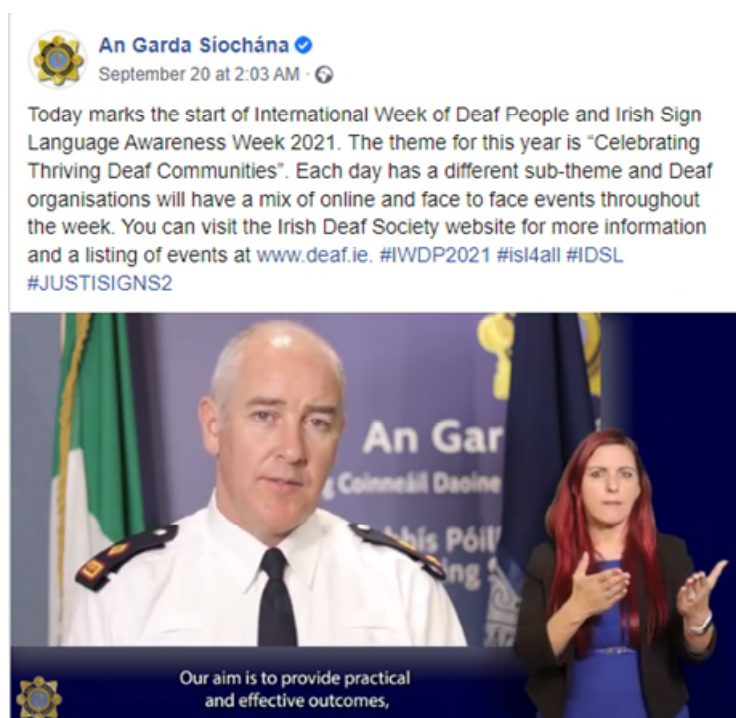 An Garda Síochána
September 20 at 2:03 AM ·
Today marks the start of International Week of Deaf People and Irish Sign
Language Awareness Week 2021. The theme for this year is “Celebrating
Thriving Deaf Communities”. Each day has a different sub-theme and Deaf
organisations will have a mix of online and face to face events throughout
the week. You can visit the Irish Deaf Society website for more information
and a listing of events at www.deaf.ie. #IWDP2021 #isl4all #IDSL
#JUSTISIGNS2
An Gar
Coinneáil Daoine
Póil
ng
Our aim is to provide practical
and effective outcomes,